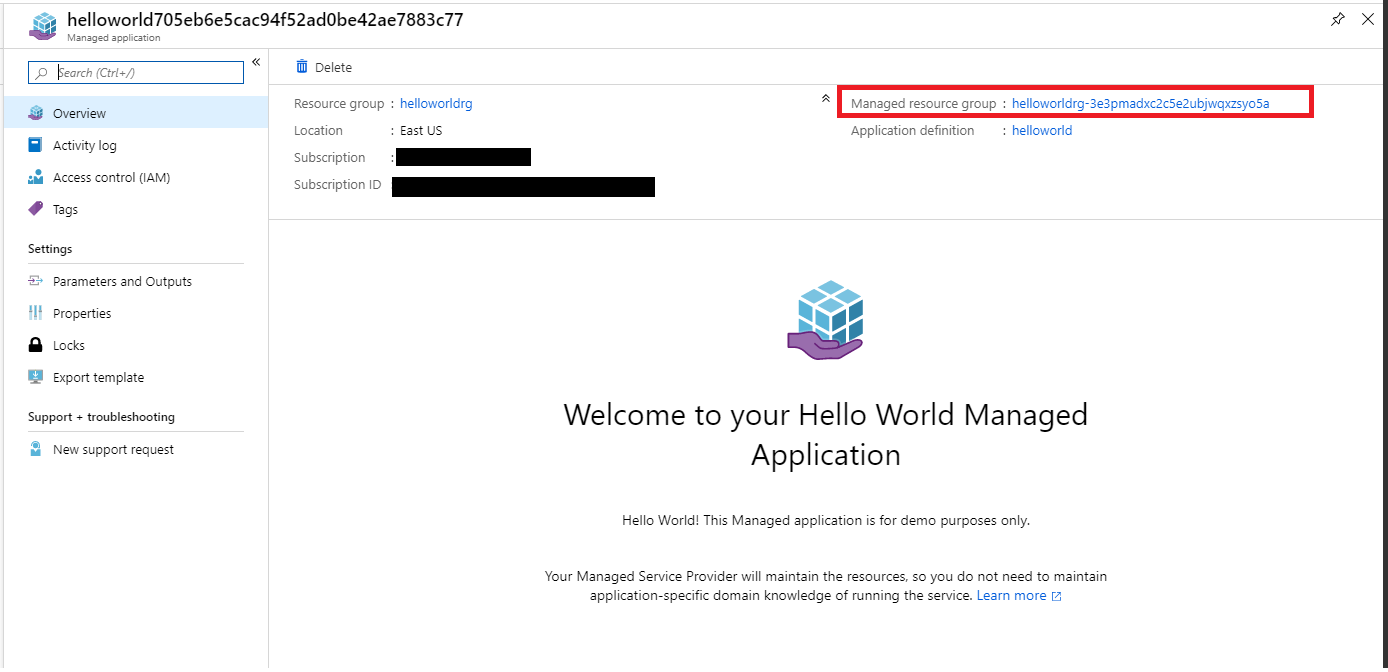 helloworld705eb6e5cac94f52ad0be42ae7883c77
Managed application
Search (Ctrl+/)
«
Overview
Activity log
Access control (IAM)
Tags
Settings
Parameters and Outputs
Properties
Locks
Export template
Support + troubleshooting
New support request
Delete
Resource group : helloworldrg
Location : East US
Subscription :
Subscription ID :
Managed resource group : helloworldrg-3e3pmadxc2c5e2ubjwqxzsyo5a
Application definition : helloworld
Welcome to your Hello World Managed
Application
Hello World! This Managed application is for demo purposes only.
Your Managed Service Provider will maintain the resources, so you do not need to maintain
application-specific domain knowledge of running the service. Learn more